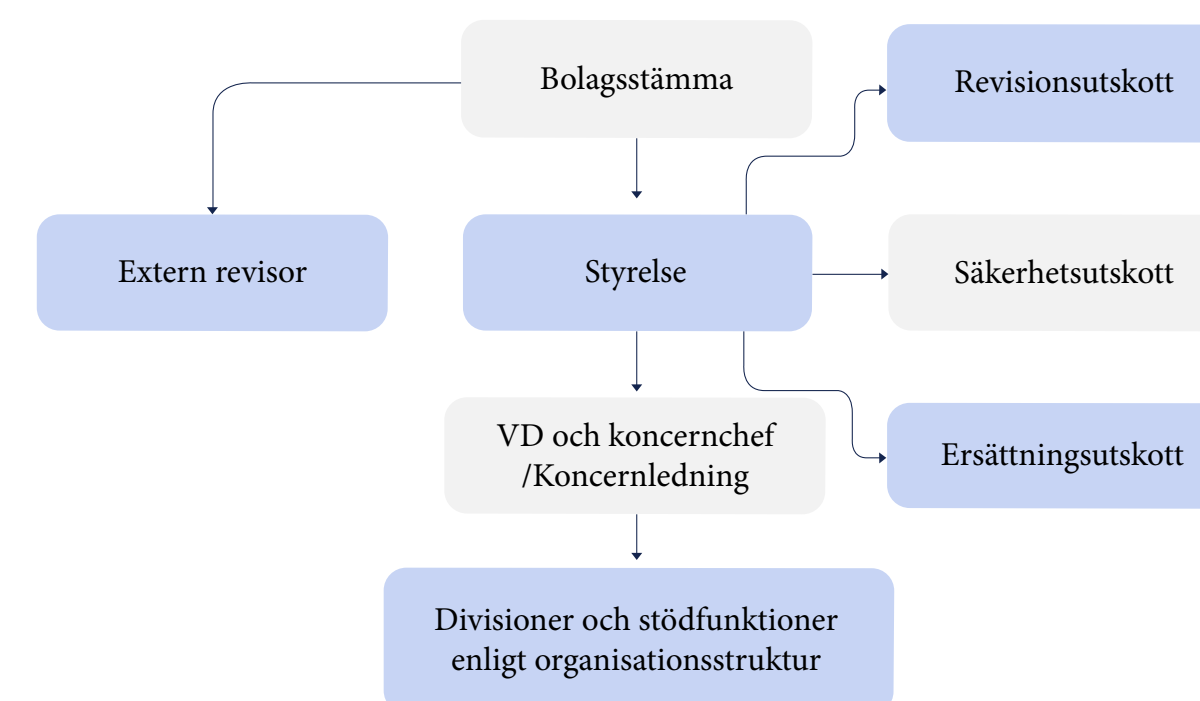 Bolagsstämma
Revisionsutskott
Extern revisor
Styrelse
Säkerhetsutskott
VD och koncernchef
/Koncernledning
Ersättningsutskott
Divisioner och stödfunktioner
enligt organisationsstruktur